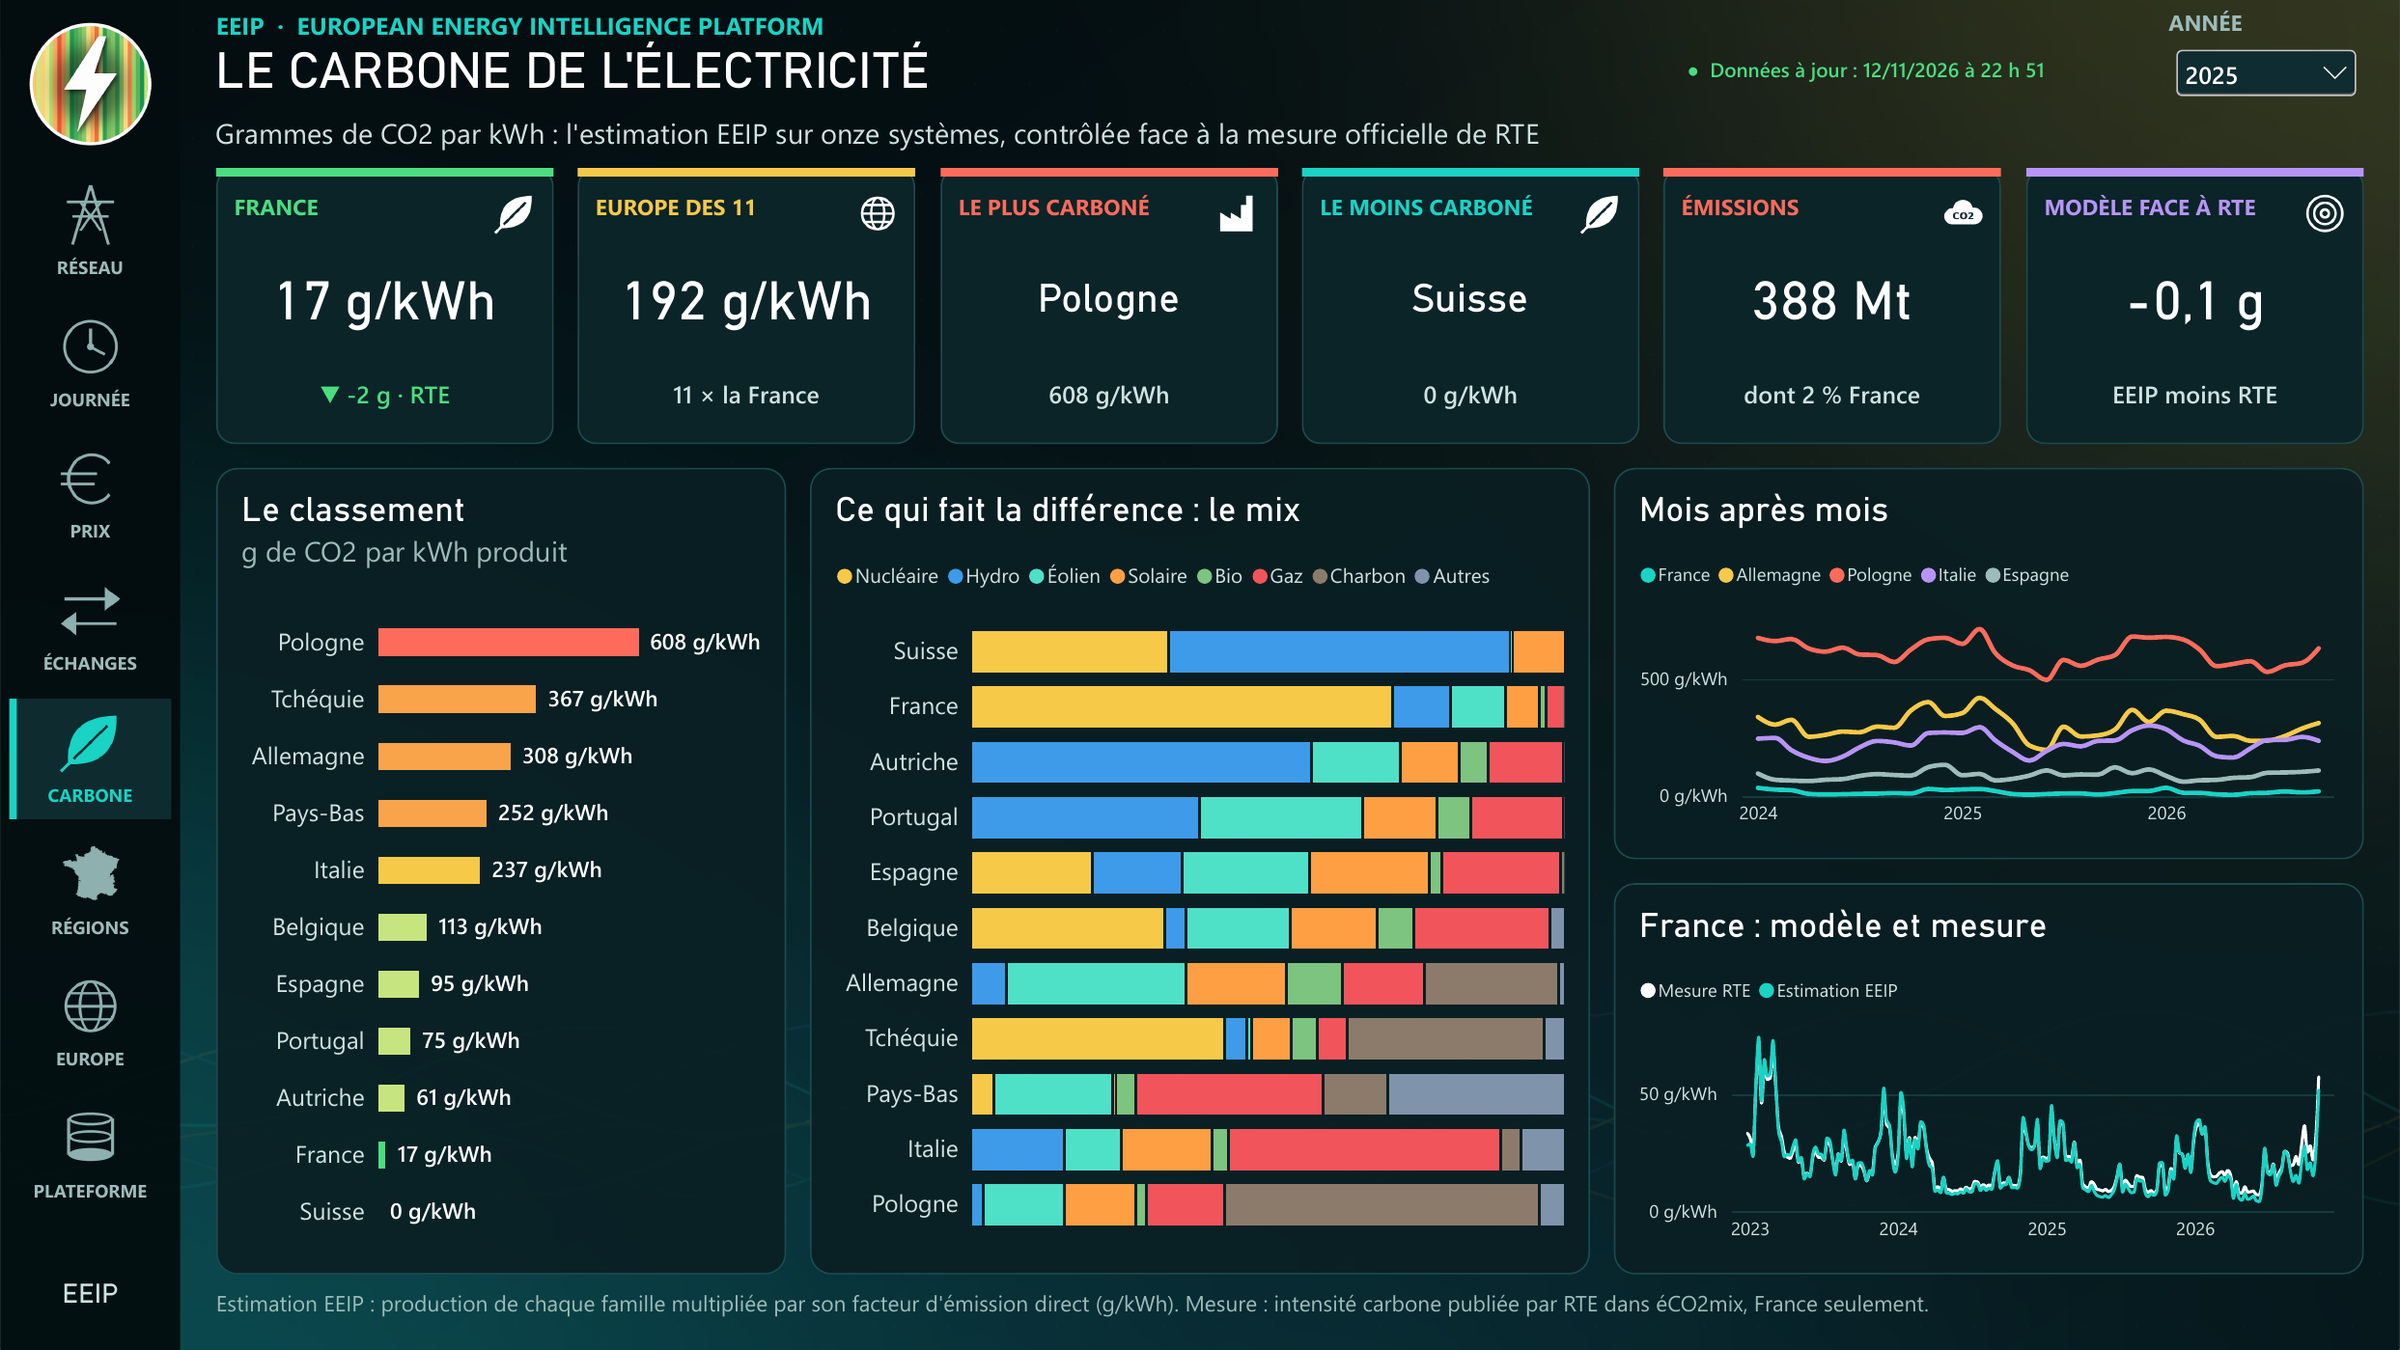 EEIP · EUROPEAN ENERGY INTELLIGENCE PLATFORM
LE CARBONE DE L'ÉLECTRICITÉ
Grammes de CO2 par kWh : l'estimation EEIP sur onze systèmes, contrôlée face à la mesure officielle de RTE
Données à jour : 12/11/2026 à 22 h 51
ANNÉE
2025
RÉSEAU
JOURNÉE
PRIX
ÉCHANGES
CARBONE
RÉGIONS
EUROPE
PLATEFORME
EEIP
FRANCE
17 g/kWh
▼ -2 g · RTE
EUROPE DES 11
192 g/kWh
11 × la France
LE PLUS CARBONÉ
Pologne
608 g/kWh
LE MOINS CARBONÉ
Suisse
0 g/kWh
ÉMISSIONS
CO2
388 Mt
dont 2 % France
MODÈLE FACE À RTE
-0,1 g
EEIP moins RTE
Le classement
g de CO2 par kWh produit
Pologne 608 g/kWh
Tchéquie 367 g/kWh
Allemagne 308 g/kWh
Pays-Bas 252 g/kWh
Italie 237 g/kWh
Belgique 113 g/kWh
Espagne 95 g/kWh
Portugal 75 g/kWh
Autriche 61 g/kWh
France 17 g/kWh
Suisse 0 g/kWh
Ce qui fait la différence : le mix
Nucléaire Hydro Éolien Solaire Bio Gaz Charbon Autres
Suisse
France
Autriche
Portugal
Espagne
Belgique
Allemagne
Tchéquie
Pays-Bas
Italie
Pologne
Mois après mois
France Allemagne Pologne Italie Espagne
500 g/kWh
0 g/kWh
2024 2025 2026
France : modèle et mesure
Mesure RTE Estimation EEIP
50 g/kWh
0 g/kWh
2023 2024 2025 2026
Estimation EEIP : production de chaque famille multipliée par son facteur d'émission direct (g/kWh). Mesure : intensité carbone publiée par RTE dans éCO2mix, France seulement.